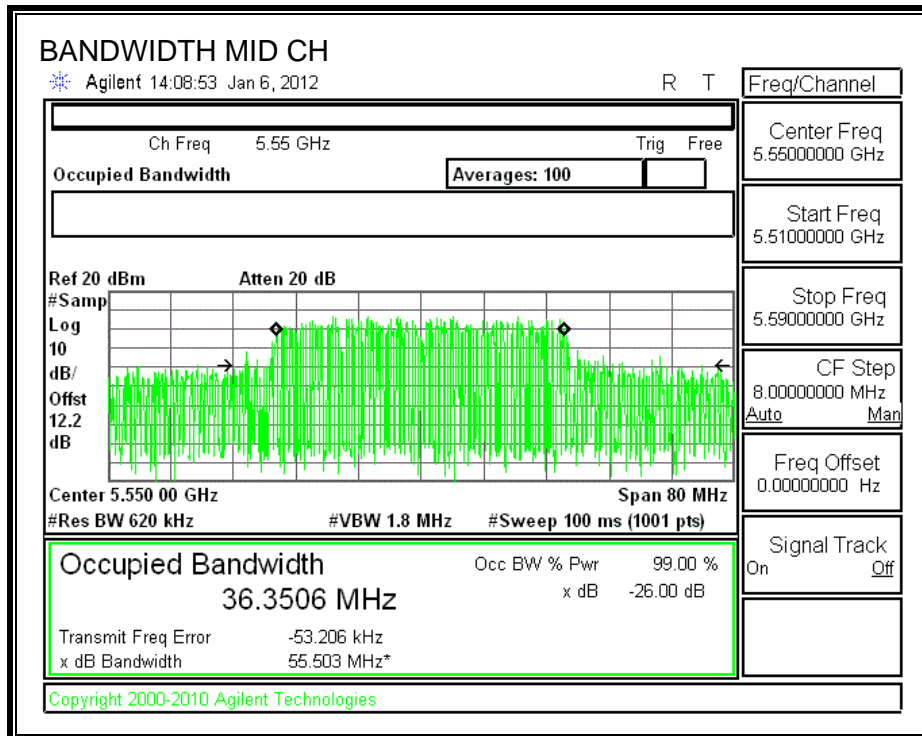 BANDWIDTH MID CH
Agilent 14:08:53 Jan 6, 2012 R T
Ch Freq 5.55 GHz Trig Free
Occupied Bandwidth Averages: 100
Ref 20 dBm Atten 20 dB
#Samp
Log
10
dB/
Offst
12.2
dB
Center 5.550 00 GHz Span 80 MHz
#Res BW 620 kHz #VBW 1.8 MHz #Sweep 100 ms (1001 pts)
Occupied Bandwidth Occ BW % Pwr 99.00 %
36.3506 MHz x dB -26.00 dB
Transmit Freq Error -53.206 kHz
x dB Bandwidth 55.503 MHz*
Copyright 2000-2010 Agilent Technologies
Freq/Channel
Center Freq
5.55000000 GHz
Start Freq
5.51000000 GHz
Stop Freq
5.59000000 GHz
CF Step
8.00000000 MHz
Auto Man
Freq Offset
0.00000000 Hz
Signal Track
On Off